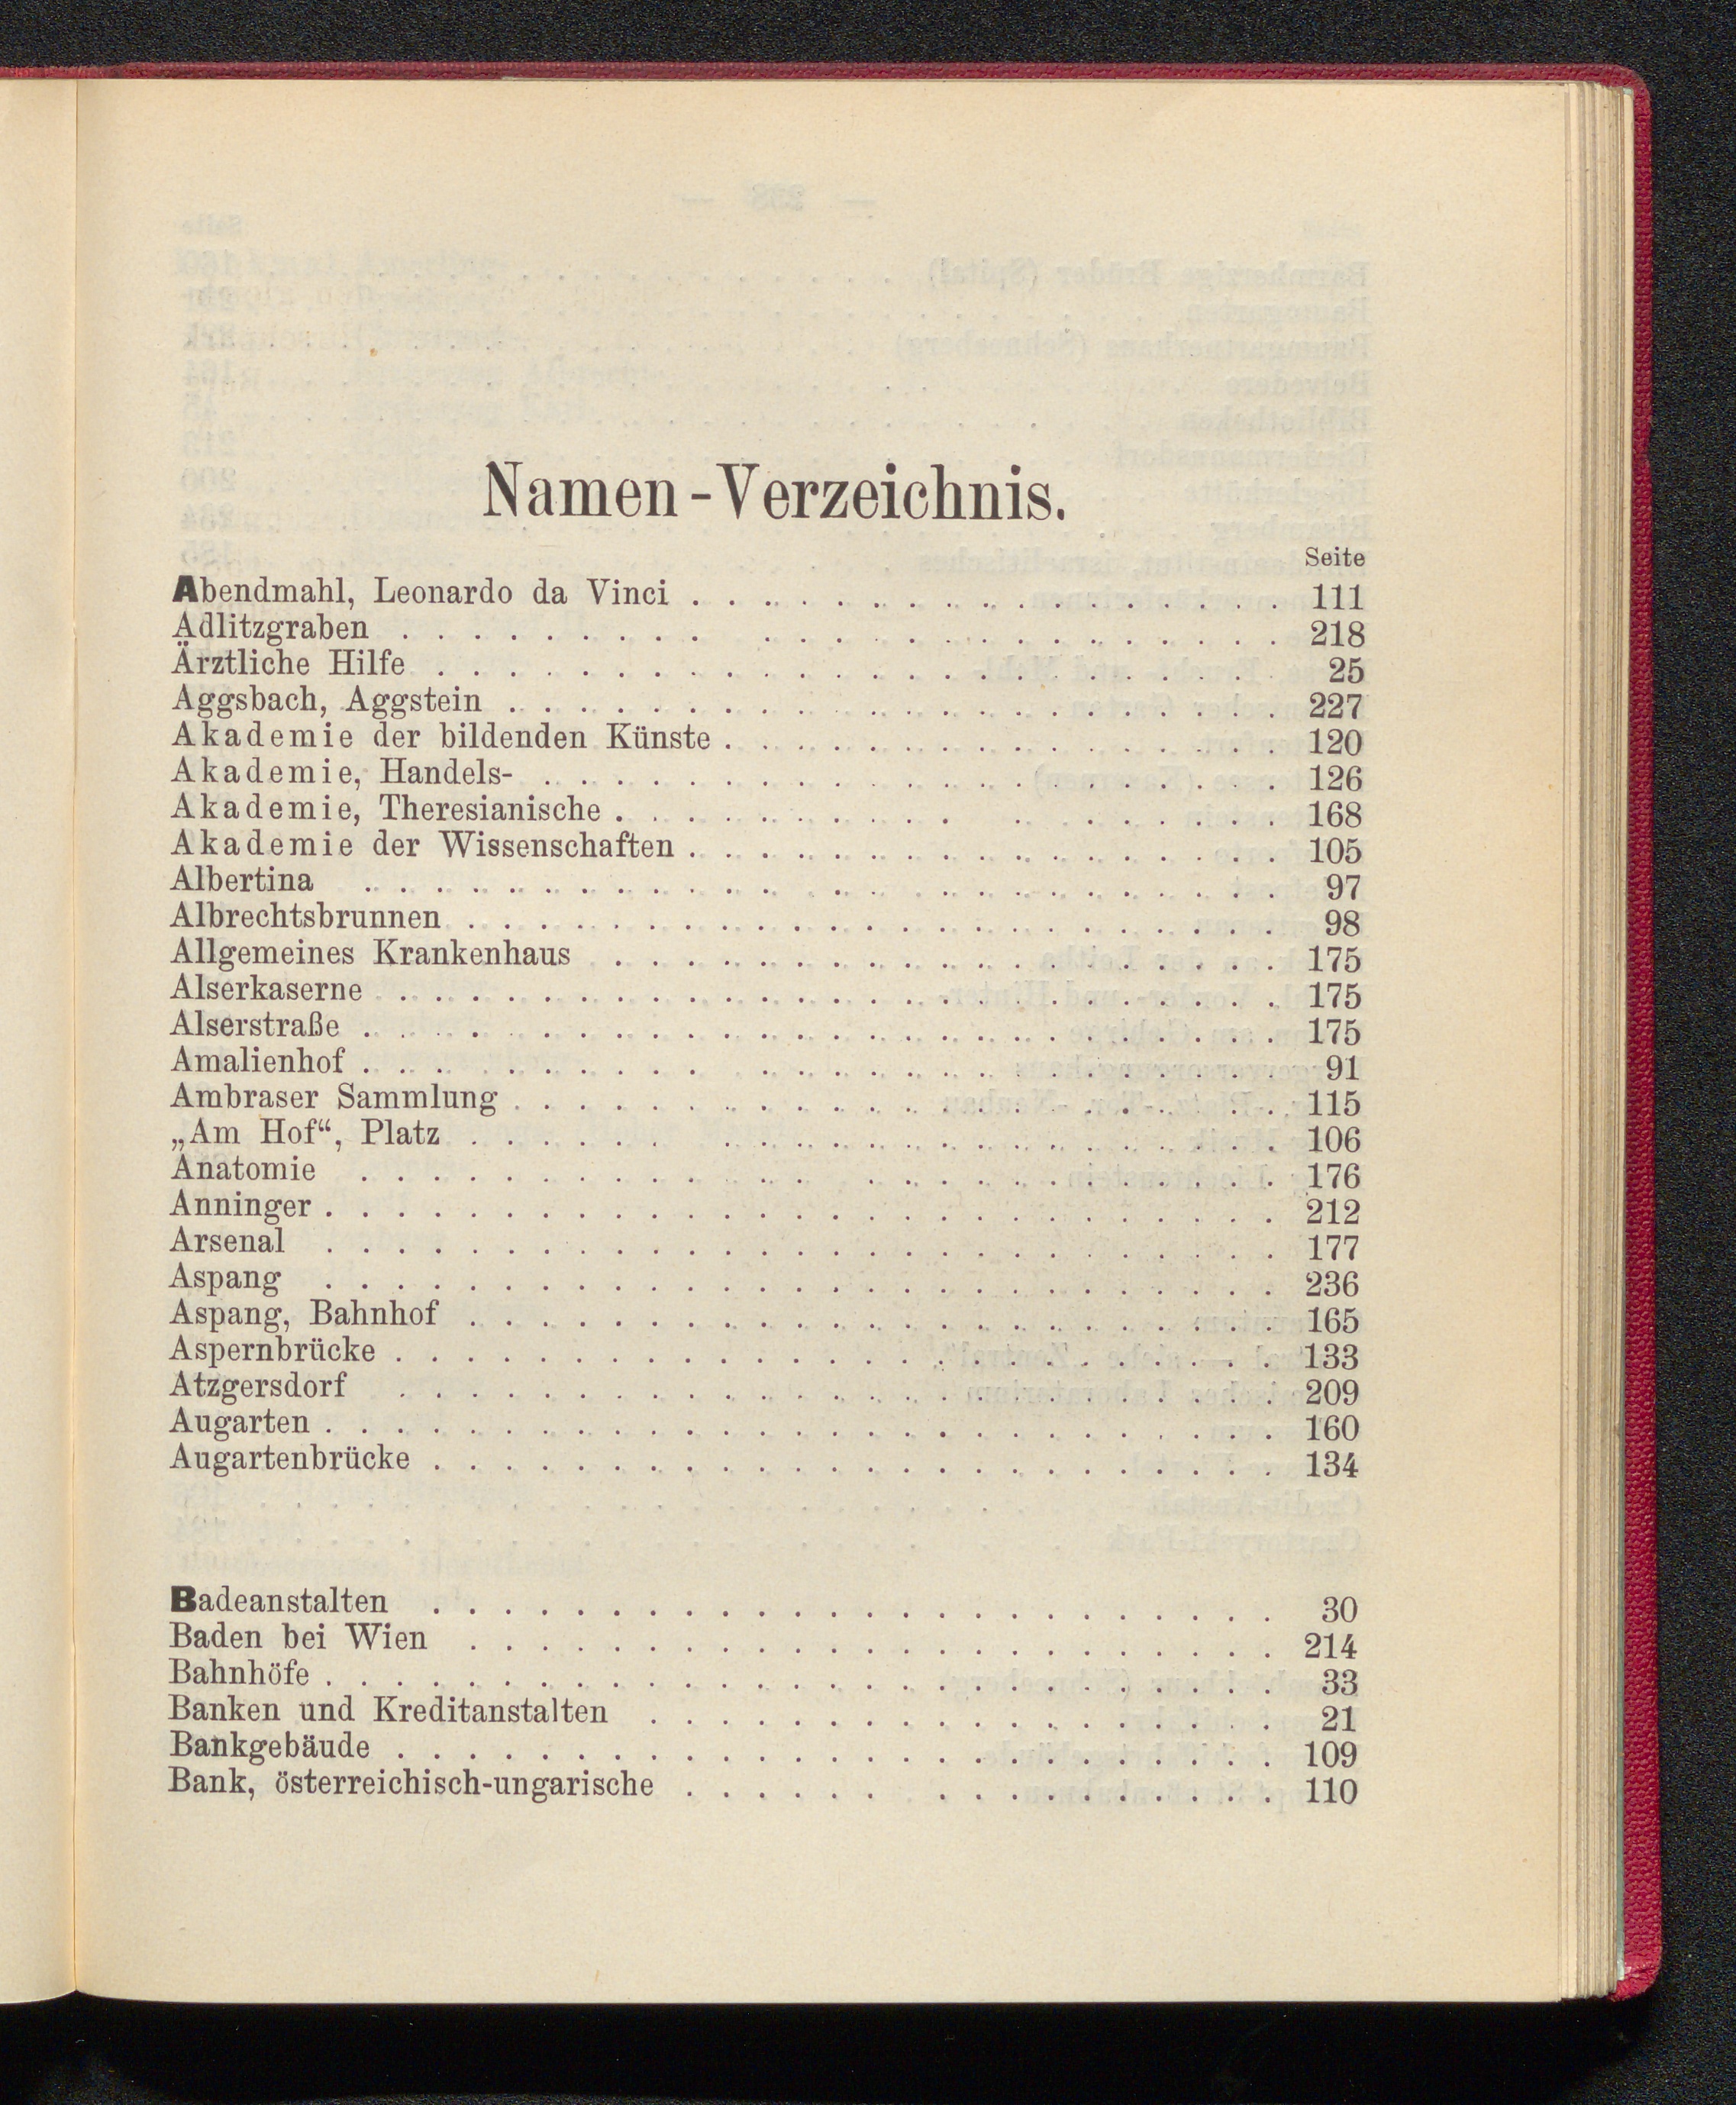 Namen-Verzeichnis.
Seite
Abendmahl, Leonardo da Vinci . . . . . . . . . . . . . . . . . 111
Adlitzgraben . . . . . . . . . . . . . . . . . . . . . . . . 218
Ärztliche Hilfe . . . . . . . . . . . . . . . . . . . . . . . 25
Aggsbach, Aggstein . . . . . . . . . . . . . . . . . . . . . . 227
Akademie der bildenden Künste . . . . . . . . . . . . . . . . 120
Akademie, Handels- . . . . . . . . . . . . . . . . . . . . . 126
Akademie, Theresianische . . . . . . . . . . . . . . . . . . 168
Akademie der Wissenschaften . . . . . . . . . . . . . . . . . 105
Albertina . . . . . . . . . . . . . . . . . . . . . . . . . 97
Albrechtsbrunnen . . . . . . . . . . . . . . . . . . . . . . . 98
Allgemeines Krankenhaus . . . . . . . . . . . . . . . . . . . 175
Alserkaserne . . . . . . . . . . . . . . . . . . . . . . . . . 175
Alserstraße . . . . . . . . . . . . . . . . . . . . . . . . . 175
Amalienhof . . . . . . . . . . . . . . . . . . . . . . . . . 91
Ambraser Sammlung . . . . . . . . . . . . . . . . . . . . . . 115
„Am Hof“, Platz . . . . . . . . . . . . . . . . . . . . . . 106
Anatomie . . . . . . . . . . . . . . . . . . . . . . . . . 176
Anninger . . . . . . . . . . . . . . . . . . . . . . . . . . . 212
Arsenal . . . . . . . . . . . . . . . . . . . . . . . . . . . 177
Aspang . . . . . . . . . . . . . . . . . . . . . . . . . . . 236
Aspang, Bahnhof . . . . . . . . . . . . . . . . . . . . . . . 165
Aspernbrücke . . . . . . . . . . . . . . . . . . . . . . . . . 133
Atzgersdorf . . . . . . . . . . . . . . . . . . . . . . . . . 209
Augarten . . . . . . . . . . . . . . . . . . . . . . . . . . . 160
Augartenbrücke . . . . . . . . . . . . . . . . . . . . . . . . 134
Badeanstalten . . . . . . . . . . . . . . . . . . . . . . . . 30
Baden bei Wien . . . . . . . . . . . . . . . . . . . . . . . 214
Bahnhöfe . . . . . . . . . . . . . . . . . . . . . . . . . . . 33
Banken und Kreditanstalten . . . . . . . . . . . . . . . . . . 21
Bankgebäude . . . . . . . . . . . . . . . . . . . . . . . . . 109
Bank, österreichisch-ungarische . . . . . . . . . . . . . . . . . 110